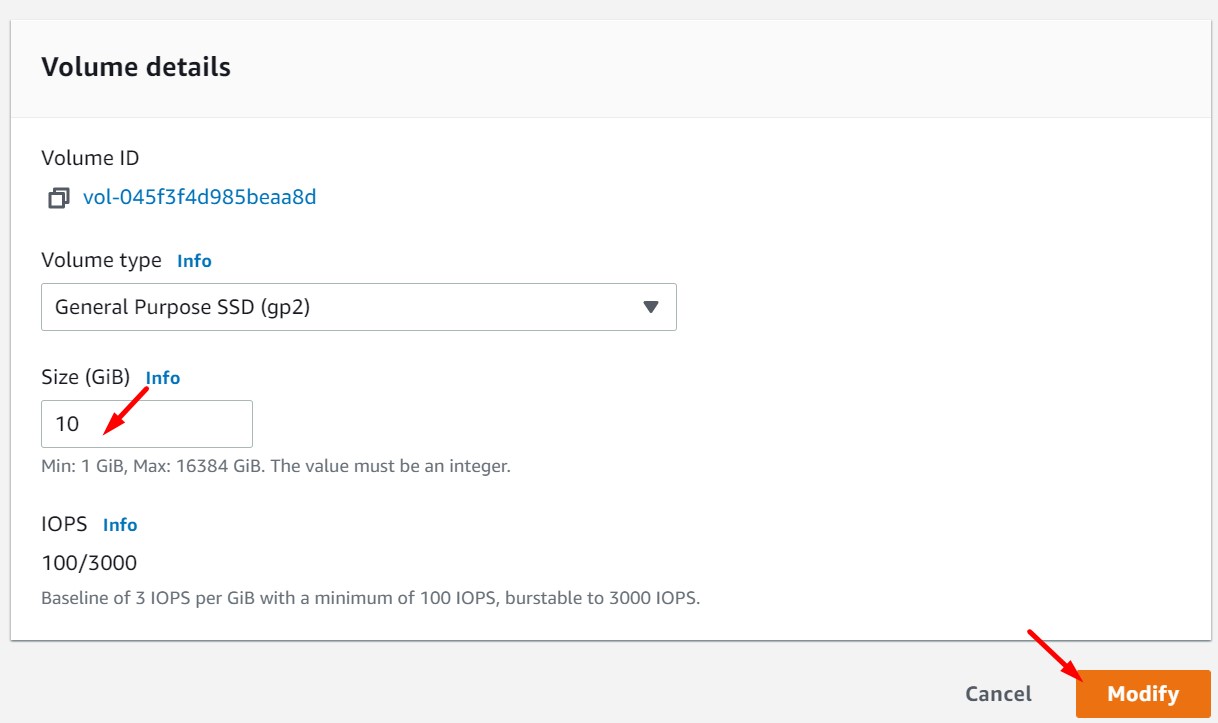 Volume details
Volume ID
vol-045f3f4d985beaa8d
Volume type Info
General Purpose SSD (gp2)
Size (GiB) Info
10
Min: 1 GiB, Max: 16384 GiB. The value must be an integer.
IOPS Info
100/3000
Baseline of 3 IOPS per GiB with a minimum of 100 IOPS, burstable to 3000 IOPS.
Cancel Modify